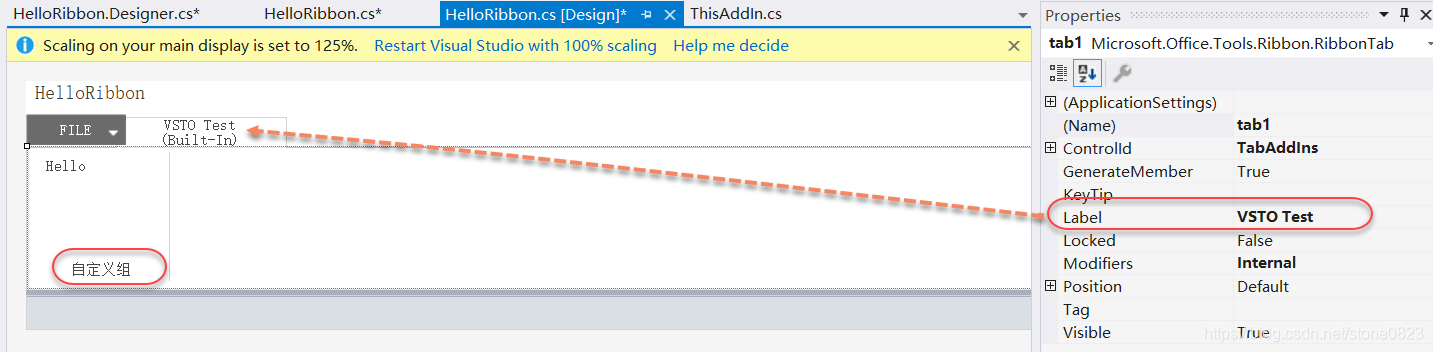 HelloRibbon.Designer.cs*
HelloRibbon.cs*
HelloRibbon.cs [Design]*
ThisAddIn.cs
Scaling on your main display is set to 125%. Restart Visual Studio with 100% scaling Help me decide
HelloRibbon
FILE
VSTO Test
(Built-In)
Hello
自定义组
Properties
tab1 Microsoft.Office.Tools.Ribbon.RibbonTab
(ApplicationSettings)
(Name) tab1
ControlId TabAddIns
GenerateMember True
KeyTip
Label VSTO Test
Locked False
Modifiers Internal
Position Default
Tag
Visible True
https://blog.csdn.net/stone0823